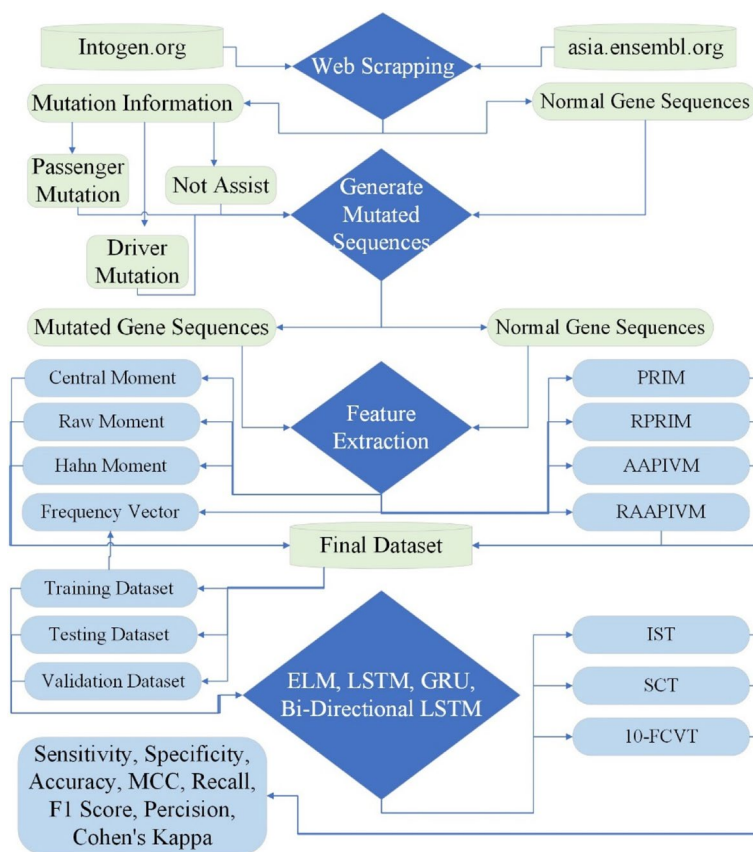 Intogen.org
asia.ensembl.org
Web Scrapping
Mutation Information
Normal Gene Sequences
Passenger
Mutation
Not Assist
Generate
Mutated
Sequences
Driver
Mutation
Mutated Gene Sequences
Normal Gene Sequences
Central Moment
PRIM
Raw Moment
Feature
Extraction
RPRIM
Hahn Moment
AAPIVM
Frequency Vector
RAAPIVM
Final Dataset
Training Dataset
Testing Dataset
Validation Dataset
ELM, LSTM, GRU,
Bi-Directional LSTM
IST
SCT
10-FCVT
Sensitivity, Specificity,
Accuracy, MCC, Recall,
F1 Score, Percision,
Cohen's Kappa